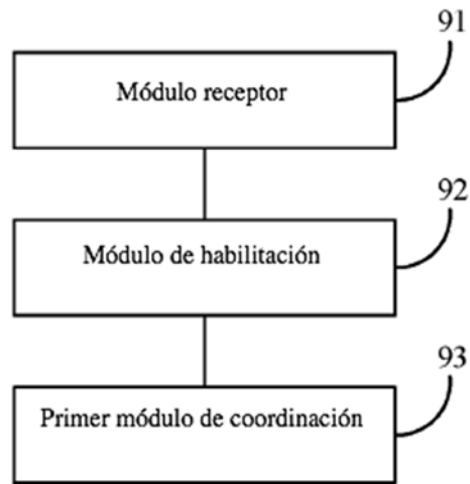 91
Módulo receptor
92
Módulo de habilitación
93
Primer módulo de coordinación